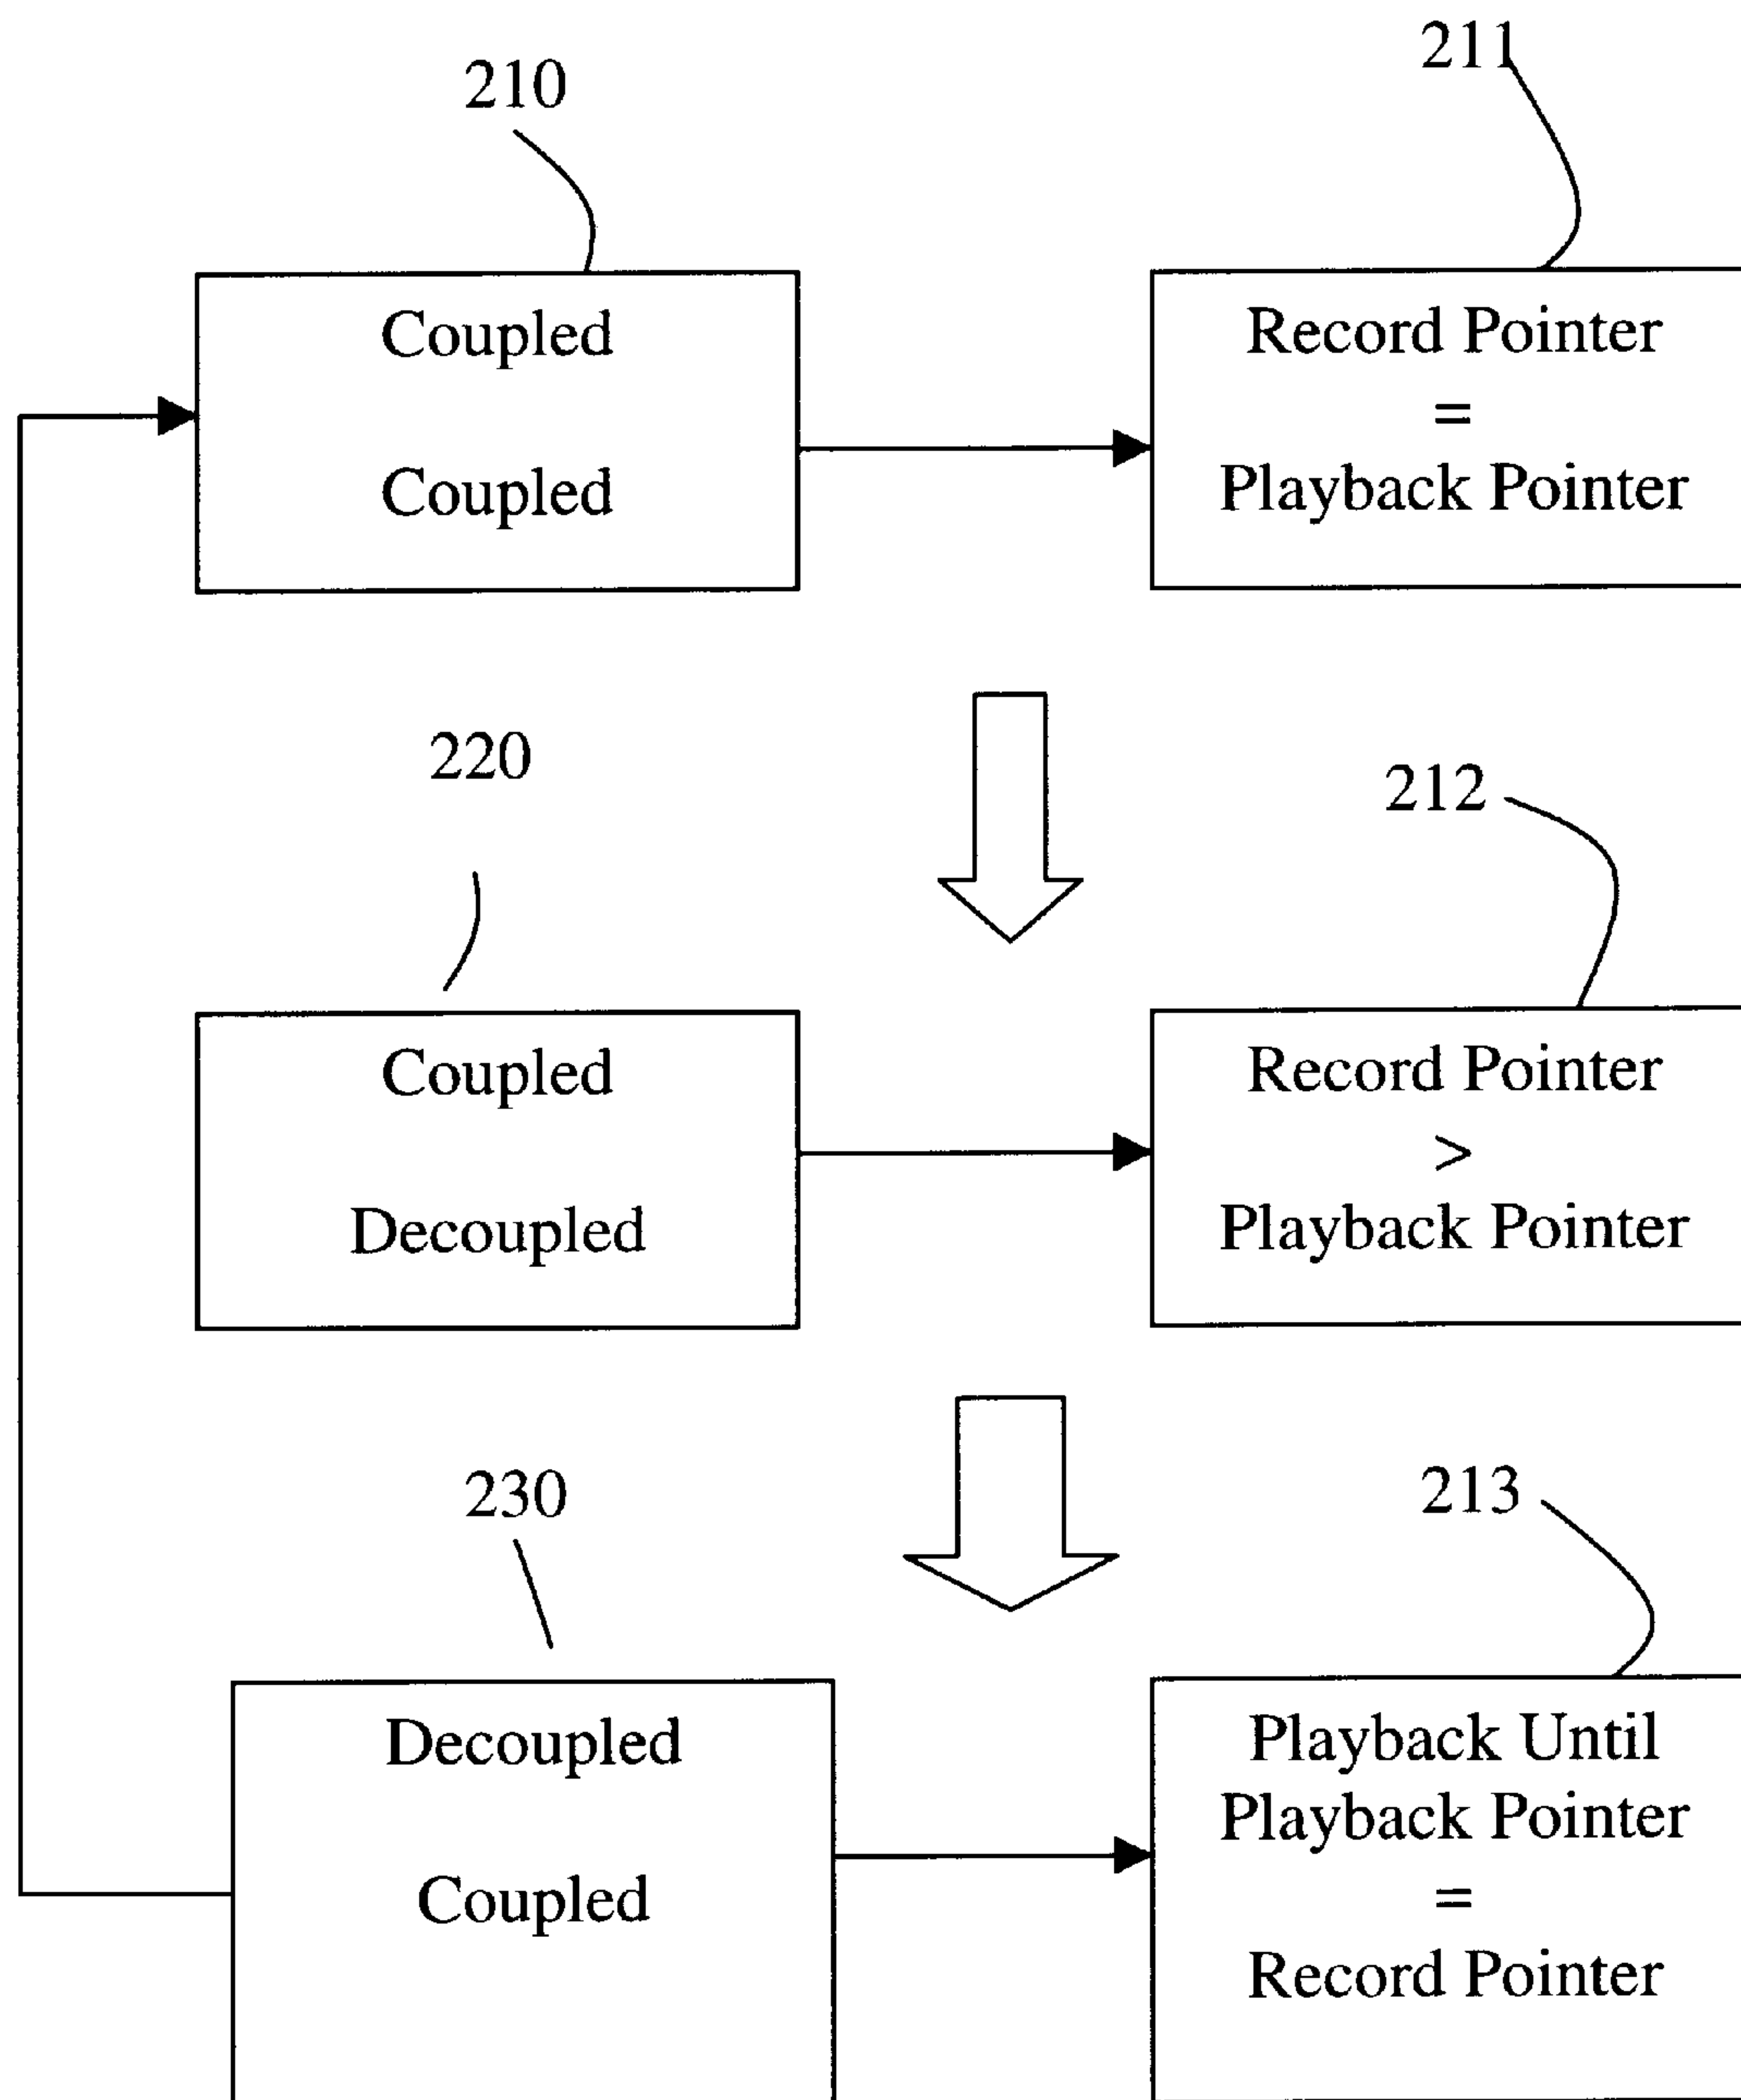 210
211
Coupled
Coupled
Record Pointer
=
Playback Pointer
220
212
Coupled
Decoupled
Record Pointer
>
Playback Pointer
230
213
Decoupled
Coupled
Playback Until
Playback Pointer
=
Record Pointer